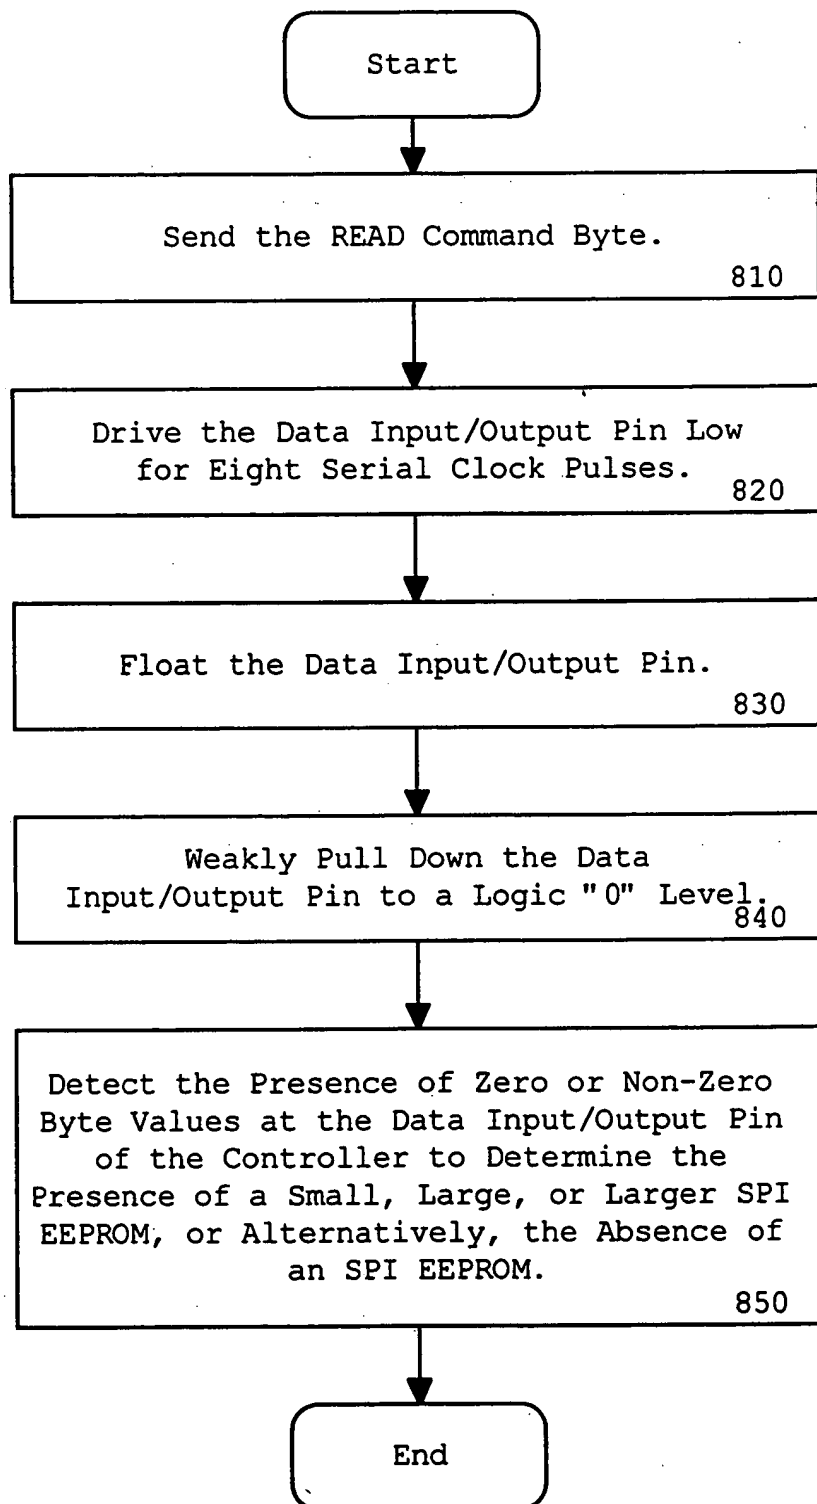 Start
Send the READ Command Byte.
810
Drive the Data Input/Output Pin Low
for Eight Serial Clock Pulses.
820
Float the Data Input/Output Pin.
830
Weakly Pull Down the Data
Input/Output Pin to a Logic "0" Level.
840
Detect the Presence of Zero or Non-Zero
Byte Values at the Data Input/Output Pin
of the Controller to Determine the
Presence of a Small, Large, or Larger SPI
EEPROM, or Alternatively, the Absence of
an SPI EEPROM.
850
End